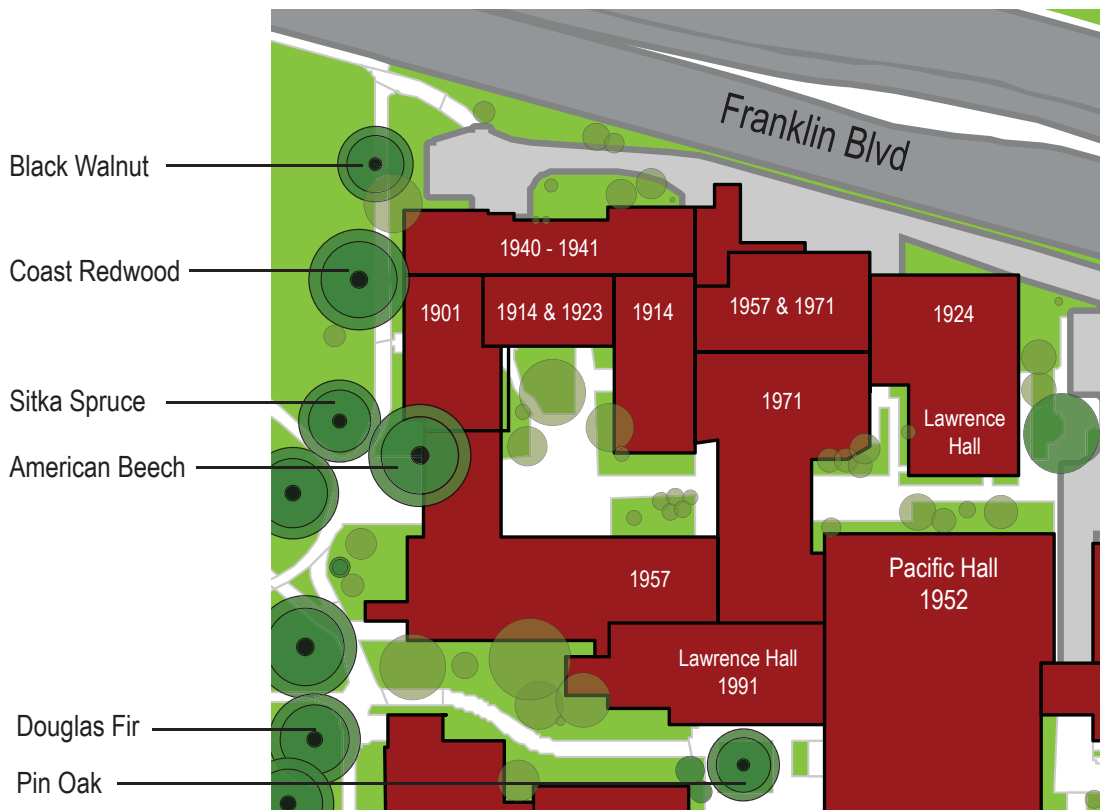 Franklin Blvd
Black Walnut
Coast Redwood
Sitka Spruce
American Beech
Douglas Fir
Pin Oak
1940 - 1941
1901
1914 & 1923
1914
1957 & 1971
1924
1971
Lawrence
Hall
1957
Pacific Hall
1952
Lawrence Hall
1991